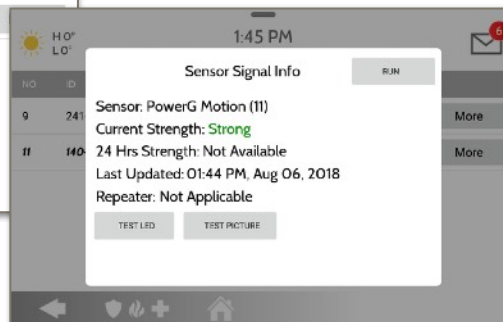 H 0°
L 0°
1:45 PM
6
Sensor Signal Info
RUN
NO ID
Sensor: PowerG Motion (11)
9 241- More
Current Strength: Strong
24 Hrs Strength: Not Available
11 140- More
Last Updated: 01:44 PM, Aug 06, 2018
Repeater: Not Applicable
TEST LED TEST PICTURE